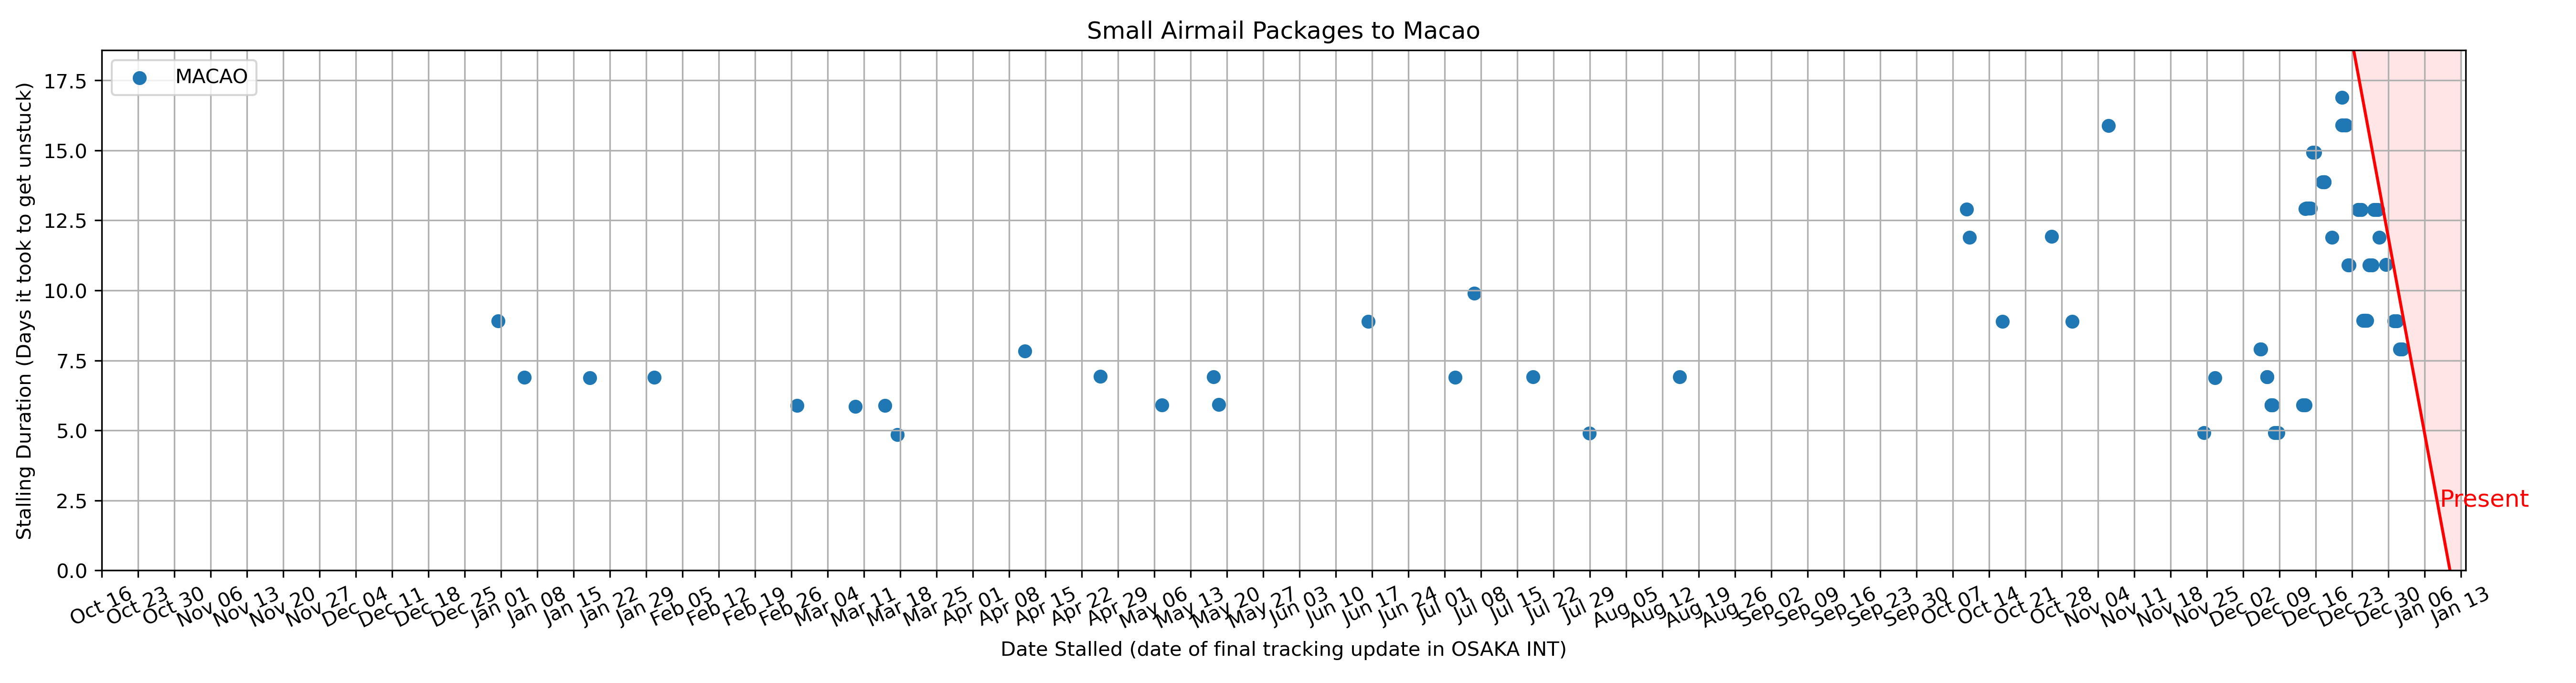 Small Airmail Packages to Macao
MACAO
Stalling Duration (Days it took to get unstuck)
17.5
15.0
12.5
10.0
7.5
5.0
2.5
0.0
Present
Oct 16
Oct 23
Oct 30
Nov 06
Nov 13
Nov 20
Nov 27
Dec 04
Dec 11
Dec 18
Dec 25
Jan 01
Jan 08
Jan 15
Jan 22
Jan 29
Feb 05
Feb 12
Feb 19
Feb 26
Mar 04
Mar 11
Mar 18
Mar 25
Apr 01
Apr 08
Apr 15
Apr 22
Apr 29
May 06
May 13
May 20
May 27
Jun 03
Jun 10
Jun 17
Jun 24
Jul 01
Jul 08
Jul 15
Jul 22
Jul 29
Aug 05
Aug 12
Aug 19
Aug 26
Sep 02
Sep 09
Sep 16
Sep 23
Sep 30
Oct 07
Oct 14
Oct 21
Oct 28
Nov 04
Nov 11
Nov 18
Nov 25
Dec 02
Dec 09
Dec 16
Dec 23
Dec 30
Jan 06
Jan 13
Date Stalled (date of final tracking update in OSAKA INT)